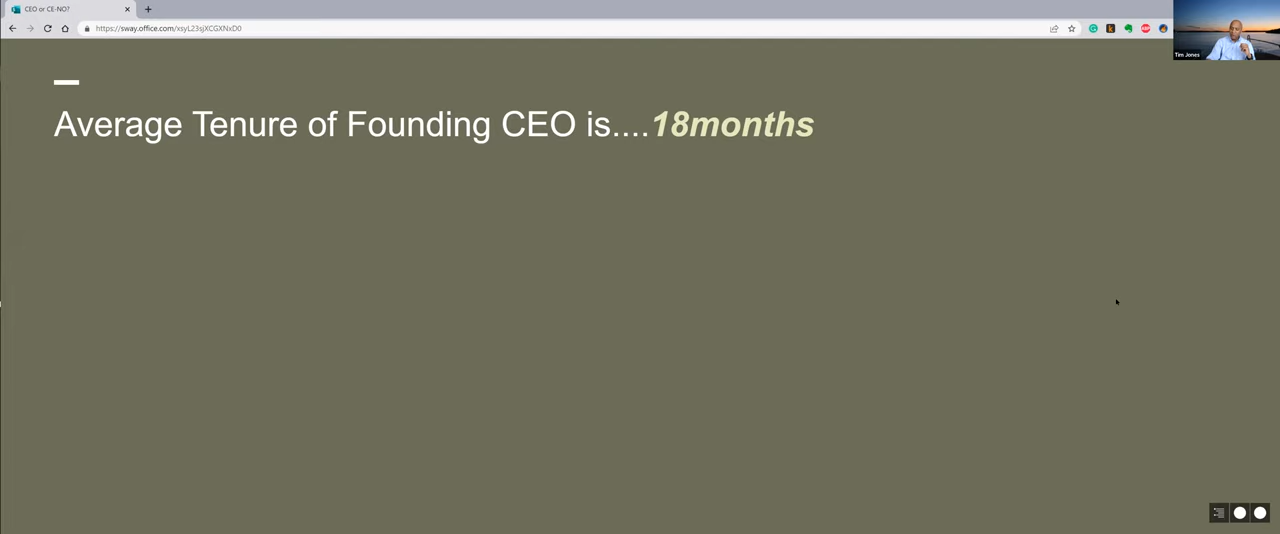 CEO or CE-NO?
https://sway.office.com/xsyL23sjXCGXNxD0
Tim Jones
Average Tenure of Founding CEO is....18months